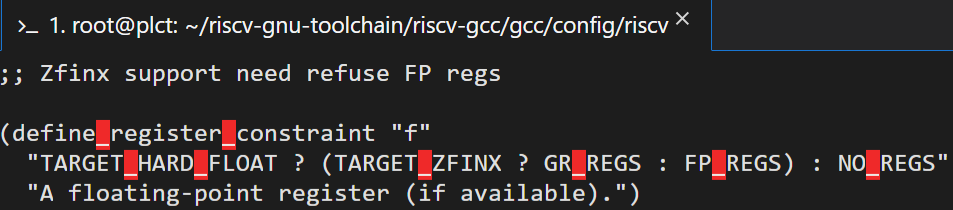 >_ 1. root@plct: ~/riscv-gnu-toolchain/riscv-gcc/gcc/config/riscv ×
;; Zfinx support need refuse FP regs
(define_register_constraint "f"
"TARGET_HARD_FLOAT ? (TARGET_ZFINX ? GR_REGS : FP_REGS) : NO_REGS"
"A floating-point register (if available).")